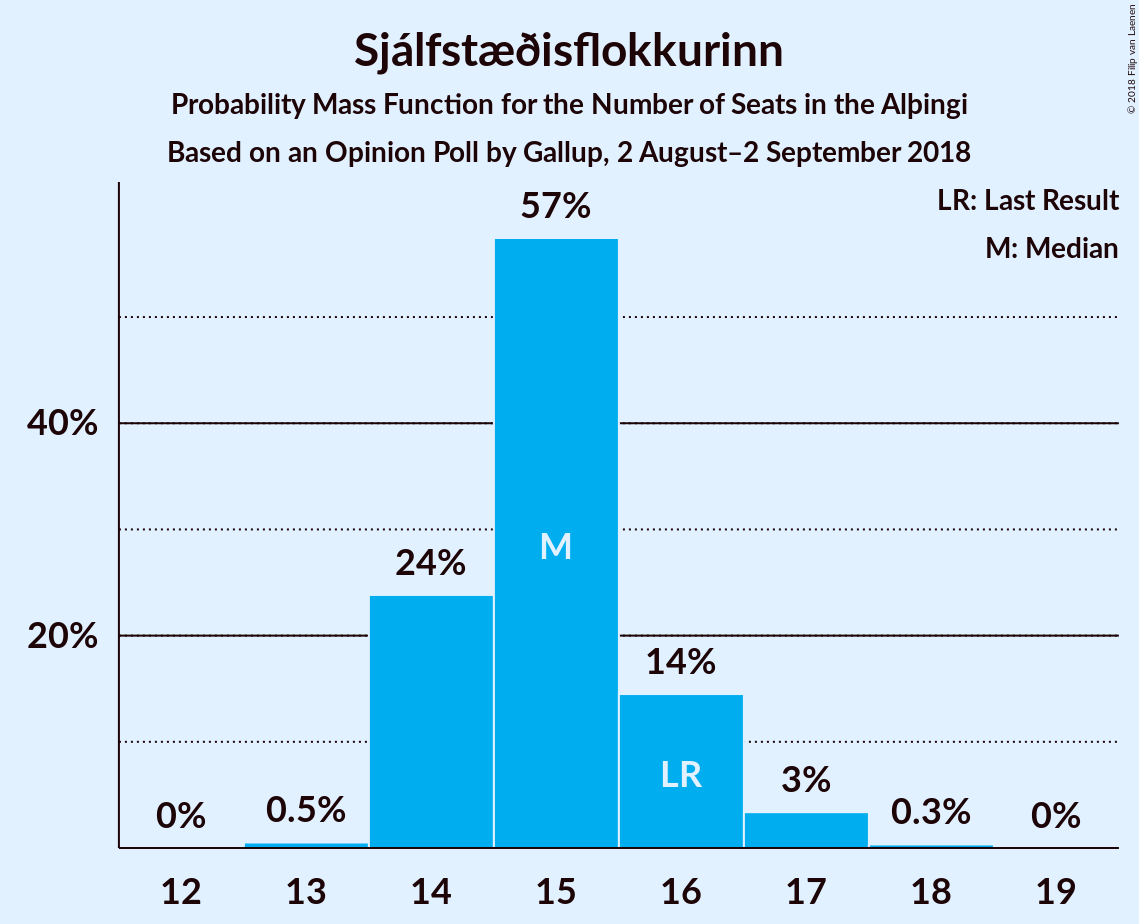 Sjálfstæðisflokkurinn
Probability Mass Function for the Number of Seats in the Alþingi
Based on an Opinion Poll by Gallup, 2 August–2 September 2018
© 2018 Filip van Laenen
LR: Last Result
M: Median
57%
40%
M
24%
20%
14%
LR
3%
0%
0.5%
0.3%
0%
12 13 14 15 16 17 18 19